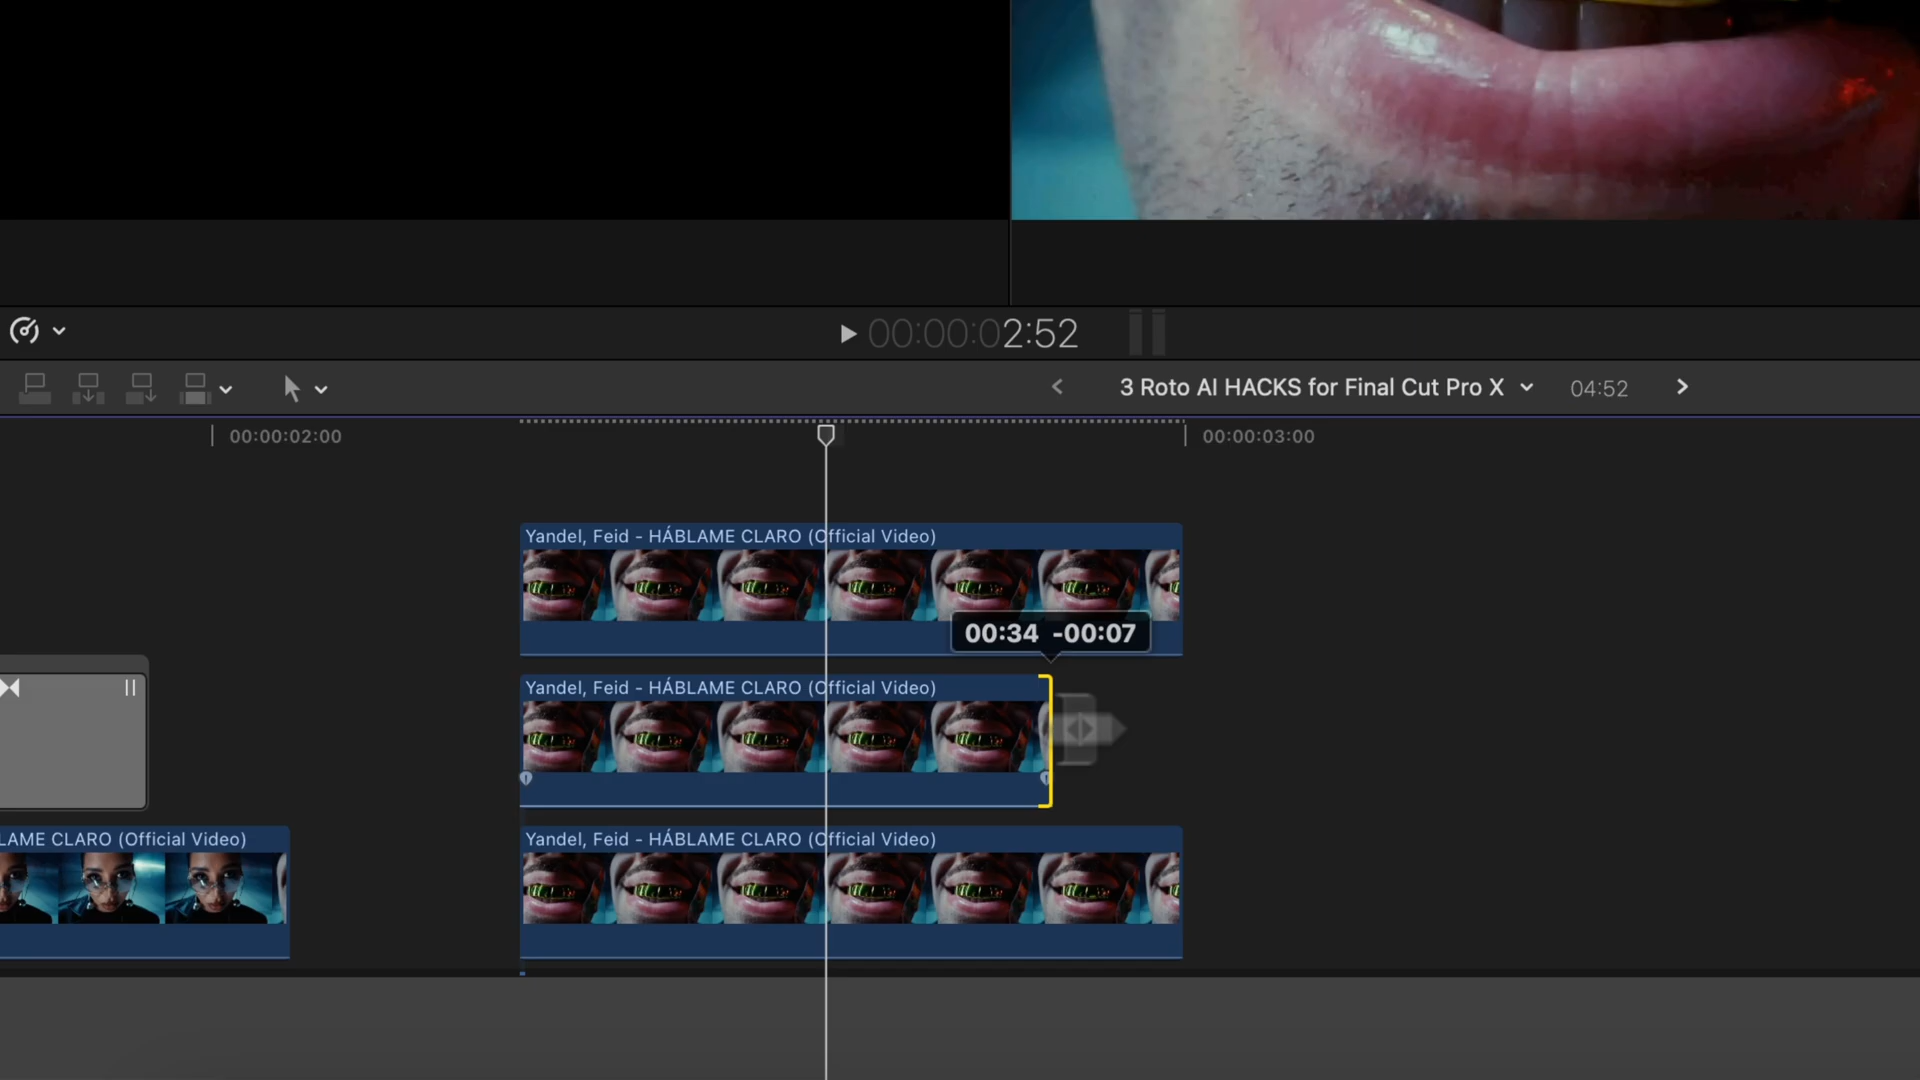 00:00:02:52
3 Roto AI HACKS for Final Cut Pro X
04:52
00:00:02:00
00:00:03:00
Yandel, Feid - HÁBLAME CLARO (Official Video)
00:34 -00:07
Yandel, Feid - HÁBLAME CLARO (Official Video)
LAME CLARO (Official Video)
Yandel, Feid - HÁBLAME CLARO (Official Video)